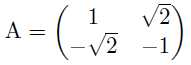 A = ( 1 √2
-√2 -1 )